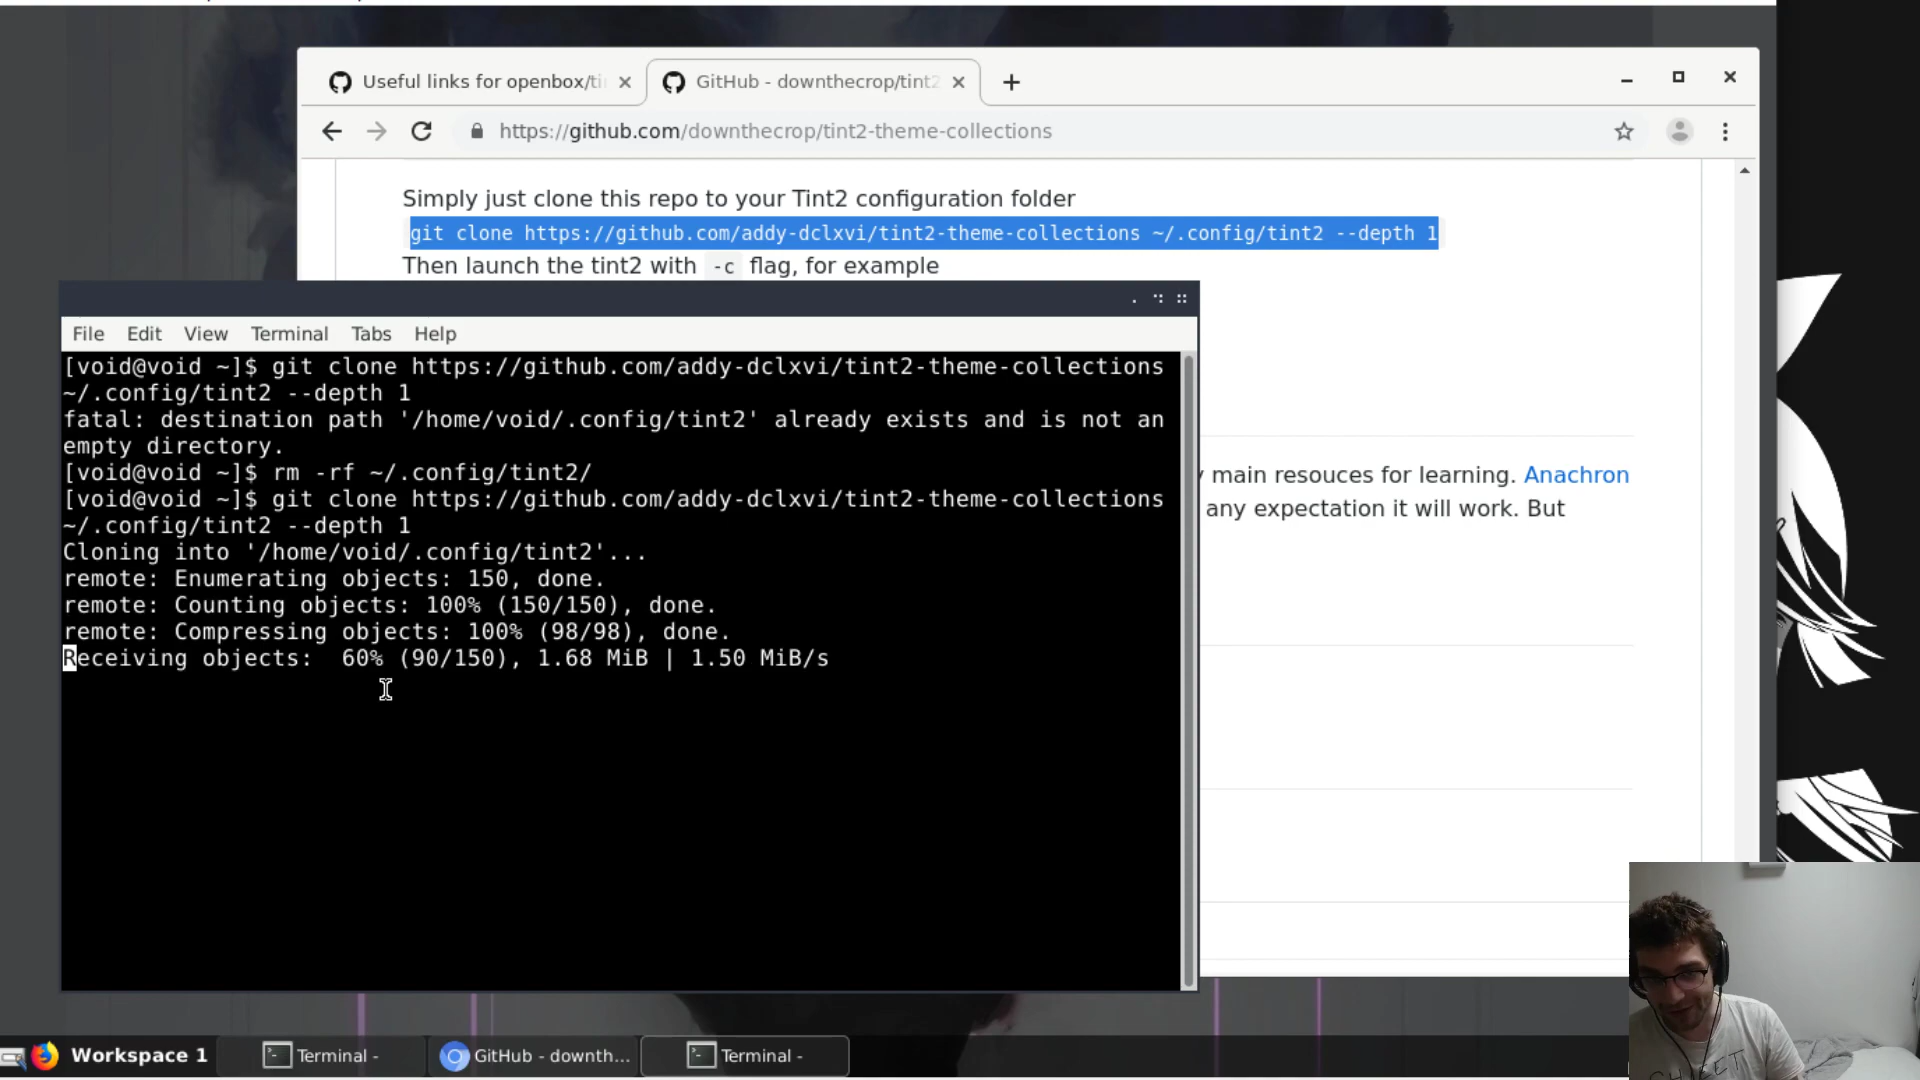 Useful links for openbox/ti
GitHub - downthecrop/tint2
https://github.com/downthecrop/tint2-theme-collections
Simply just clone this repo to your Tint2 configuration folder
git clone https://github.com/addy-dclxvi/tint2-theme-collections ~/.config/tint2 --depth 1
Then launch the tint2 with -c flag, for example
File Edit View Terminal Tabs Help
[void@void ~]$ git clone https://github.com/addy-dclxvi/tint2-theme-collections
~/.config/tint2 --depth 1
fatal: destination path '/home/void/.config/tint2' already exists and is not an
empty directory.
[void@void ~]$ rm -rf ~/.config/tint2/
[void@void ~]$ git clone https://github.com/addy-dclxvi/tint2-theme-collections
~/.config/tint2 --depth 1
Cloning into '/home/void/.config/tint2'...
remote: Enumerating objects: 150, done.
remote: Counting objects: 100% (150/150), done.
remote: Compressing objects: 100% (98/98), done.
Receiving objects:  60% (90/150), 1.68 MiB | 1.50 MiB/s
main resouces for learning. Anachron
any expectation it will work. But
Workspace 1
Terminal -
GitHub - downth...
Terminal -